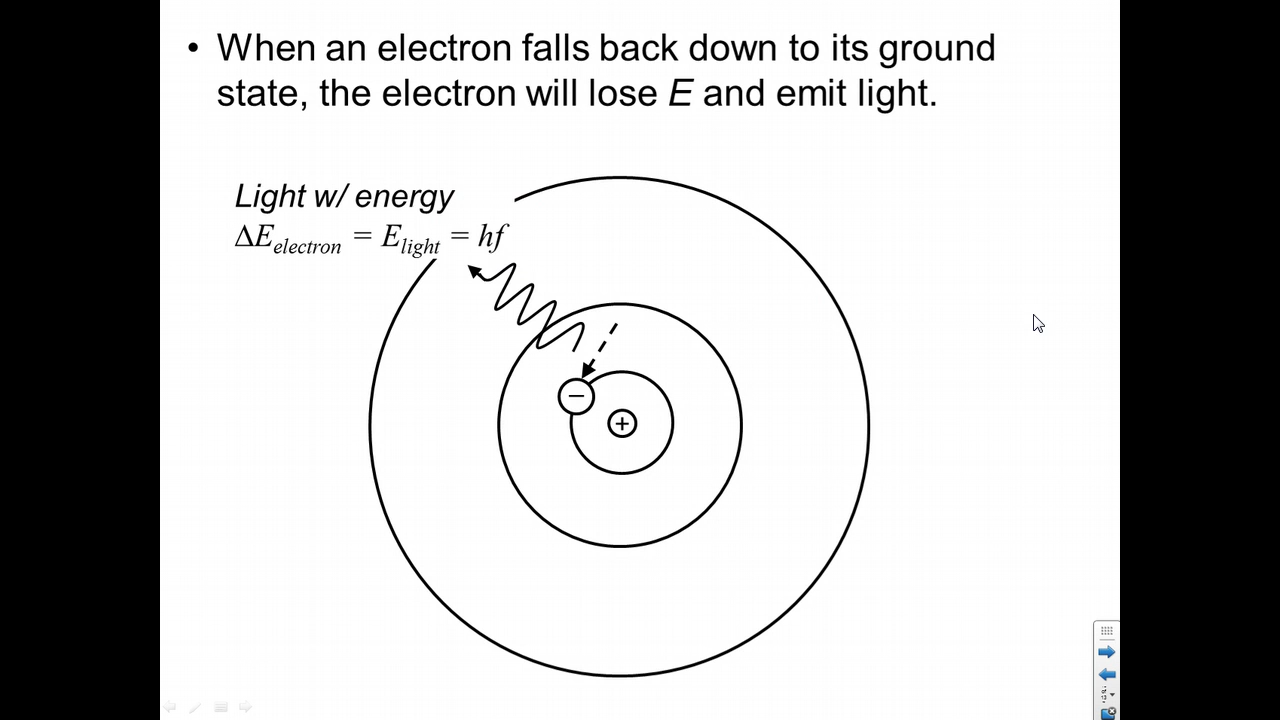 • When an electron falls back down to its ground
state, the electron will lose E and emit light.
Light w/ energy
ΔE_electron = E_light = hf
−
+